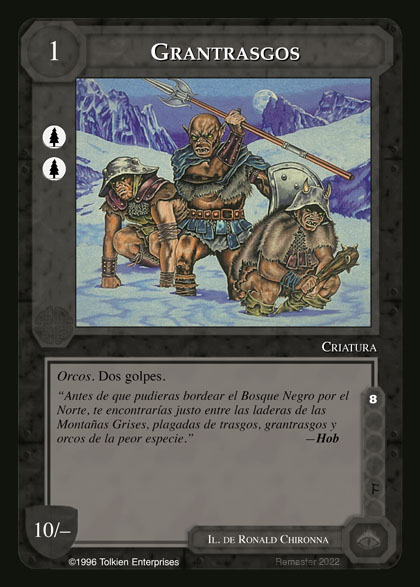 1
GRANTRASGOS
CRIATURA
Orcos. Dos golpes.
8
“Antes de que pudieras bordear el Bosque Negro por el
Norte, te encontrarías justo entre las laderas de las
Montañas Grises, plagadas de trasgos, grantrasgos y
orcos de la peor especie.” —Hob
F
10/–
IL. DE RONALD CHIRONNA
©1996 Tolkien Enterprises
Remaster 2022